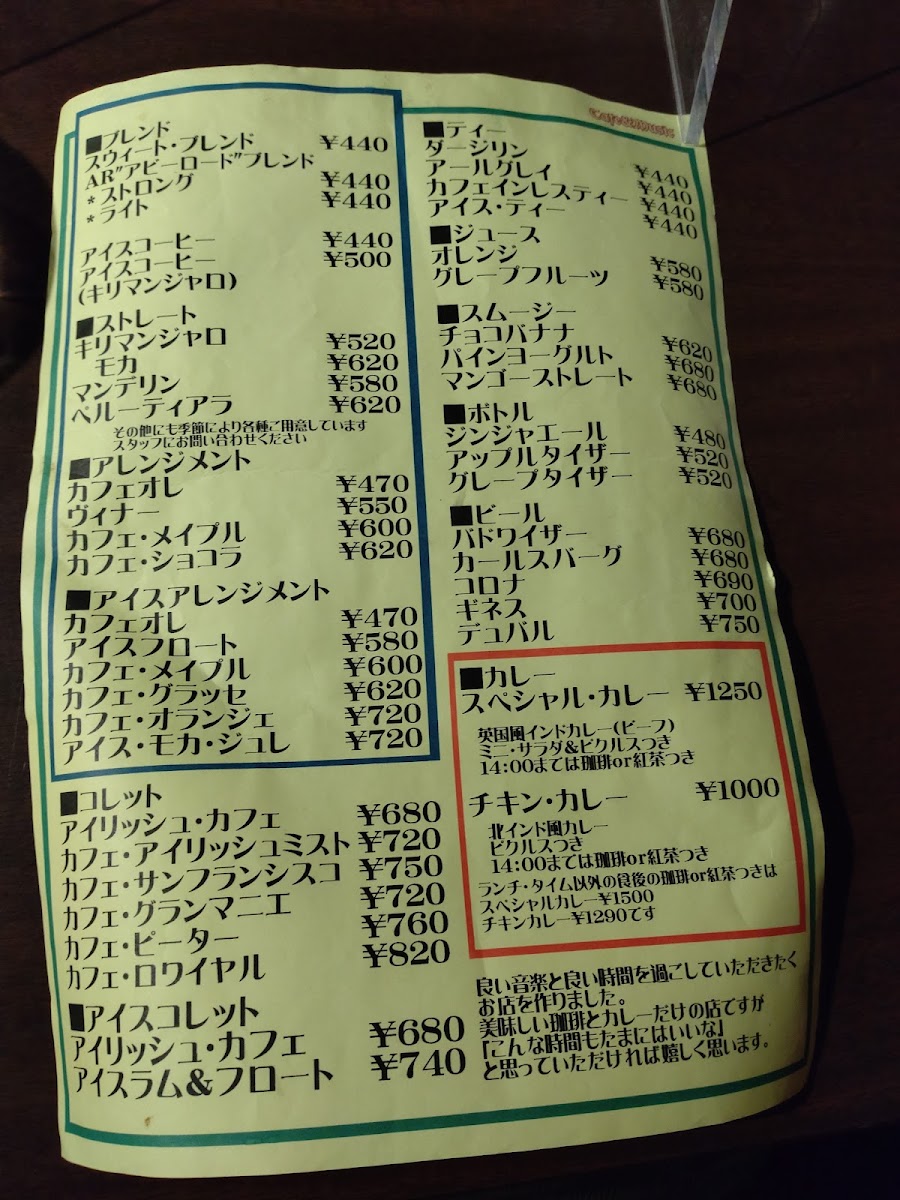 ■ブレンド
スウィート・ブレンド ¥440
AR"アビーロード"ブレンド
*ストロング ¥440
*ライト ¥440
アイスコーヒー ¥440
アイスコーヒー ¥500
(キリマンジャロ)
■ストレート
キリマンジャロ ¥520
モカ ¥620
マンデリン ¥580
ペルーティアラ ¥620
その他にも季節により各種ご用意しています
スタッフにお問い合わせください
■アレンジメント
カフェオレ ¥470
ヴィナー ¥550
カフェ・メイプル ¥600
カフェ・ショコラ ¥620
■アイスアレンジメント
カフェオレ ¥470
アイスフロート ¥580
カフェ・メイプル ¥600
カフェ・グラッセ ¥620
カフェ・オランジェ ¥720
アイス・モカ・ジュレ ¥720
■コレット
アイリッシュ・カフェ ¥680
カフェ・アイリッシュミスト ¥720
カフェ・サンフランシスコ ¥750
カフェ・グランマニエ ¥720
カフェ・ピーター ¥760
カフェ・ロワイヤル ¥820
■アイスコレット
アイリッシュ・カフェ ¥680
アイスラム&フロート ¥740
■ティー
ダージリン ¥440
アールグレイ ¥440
カフェインレスティー ¥440
アイス・ティー ¥440
■ジュース
オレンジ ¥580
グレープフルーツ ¥580
■スムージー
チョコバナナ ¥620
パインヨーグルト ¥680
マンゴーストレート ¥680
■ボトル
ジンジャエール ¥480
アップルタイザー ¥520
グレープタイザー ¥520
■ビール
バドワイザー ¥680
カールスバーグ ¥680
コロナ ¥690
ギネス ¥700
デュバル ¥750
■カレー
スペシャル・カレー ¥1250
英国風インドカレー(ビーフ)
ミニ・サラダ&ピクルスつき
14:00までは珈琲or紅茶つき
チキン・カレー ¥1000
北インド風カレー
ピクルスつき
14:00までは珈琲or紅茶つき
ランチ・タイム以外の食後の珈琲or紅茶つきは
スペシャルカレー¥1500
チキンカレー¥1290です
良い音楽と良い時間を過ごしていただきたく
お店を作りました。
美味しい珈琲とカレーだけの店ですが
「こんな時間もたまにはいいな」
と思っていただければ嬉しく思います。